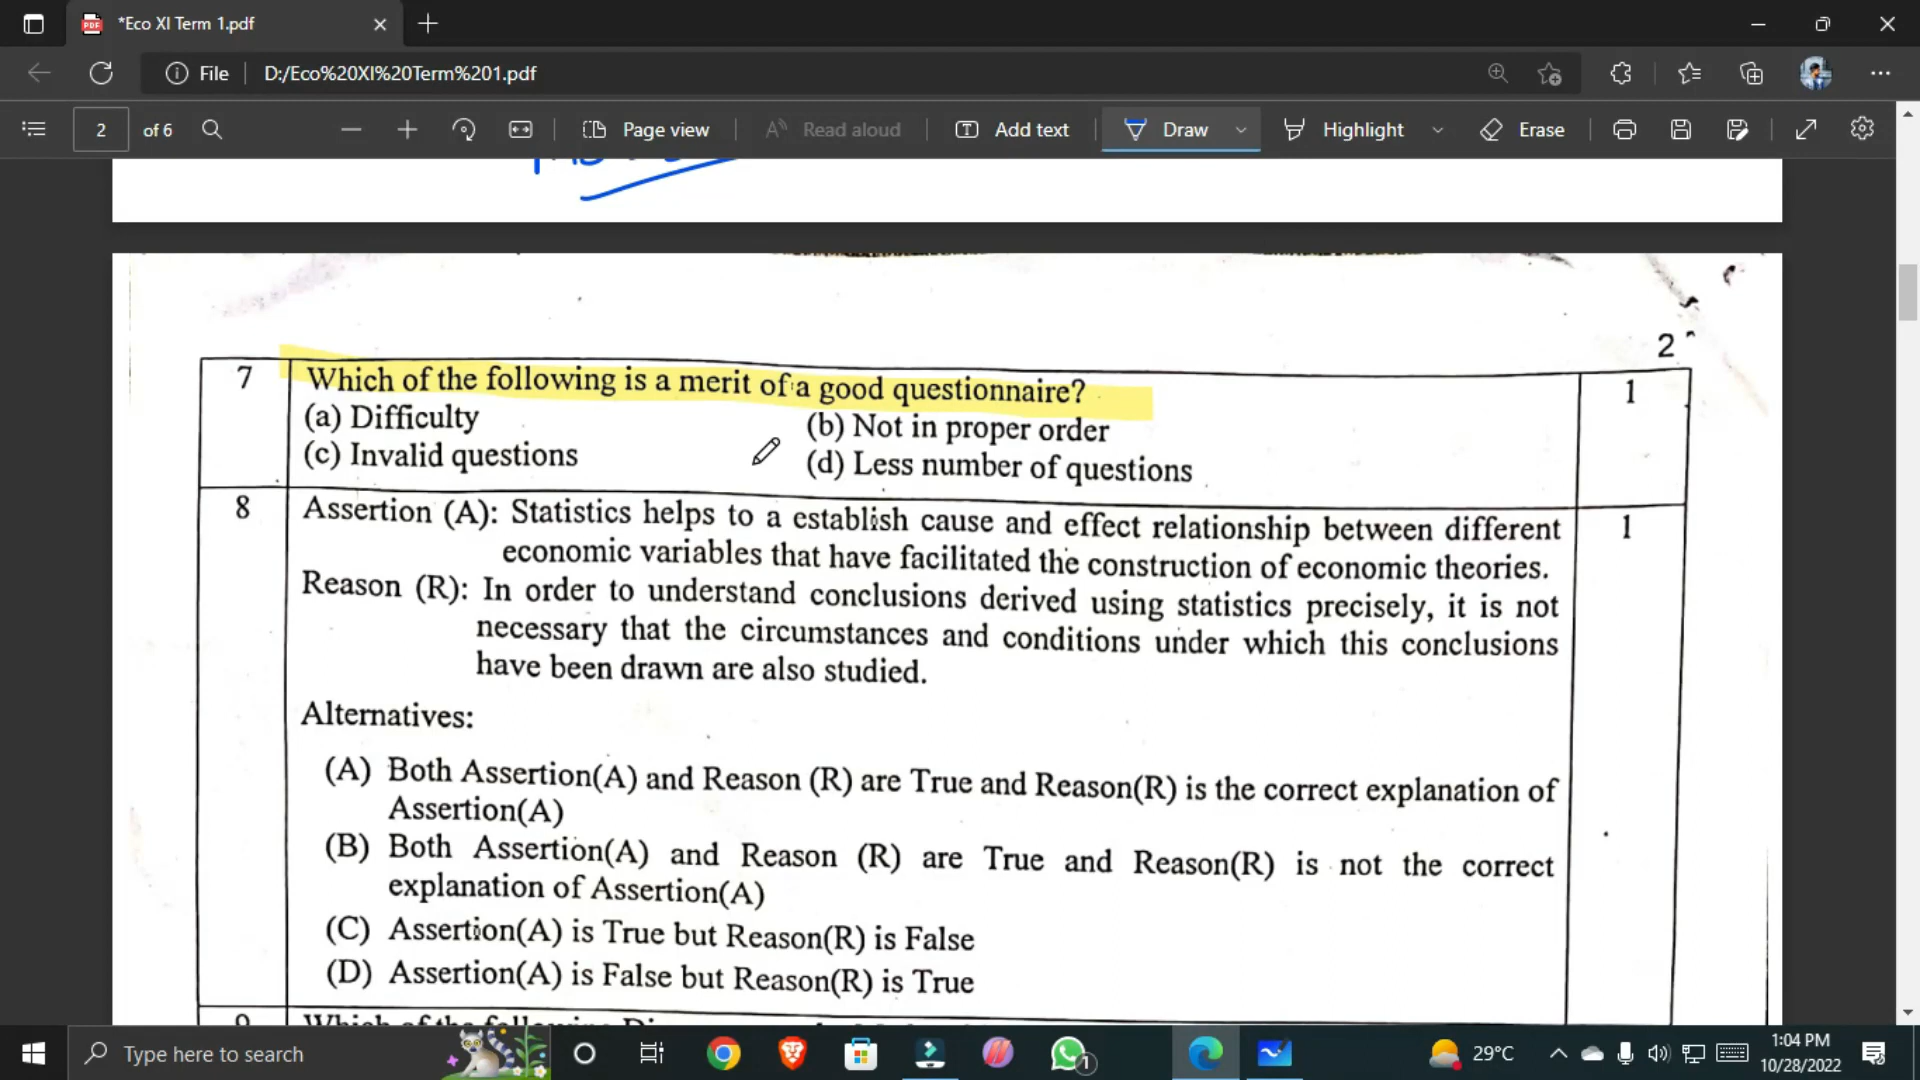 *Eco XI Term 1.pdf
File D:/Eco%20XI%20Term%201.pdf
2 of 6 Page view Read aloud Add text Draw Highlight Erase
2
7 Which of the following is a merit of a good questionnaire? 1
(a) Difficulty (b) Not in proper order
(c) Invalid questions (d) Less number of questions
8 Assertion (A): Statistics helps to a establish cause and effect relationship between different 1
economic variables that have facilitated the construction of economic theories.
Reason (R): In order to understand conclusions derived using statistics precisely, it is not
necessary that the circumstances and conditions under which this conclusions
have been drawn are also studied.
Alternatives:
(A) Both Assertion(A) and Reason (R) are True and Reason(R) is the correct explanation of
Assertion(A)
(B) Both Assertion(A) and Reason (R) are True and Reason(R) is not the correct
explanation of Assertion(A)
(C) Assertion(A) is True but Reason(R) is False
(D) Assertion(A) is False but Reason(R) is True
9 Which of the following
Type here to search 1 29°C 1:04 PM
10/28/2022